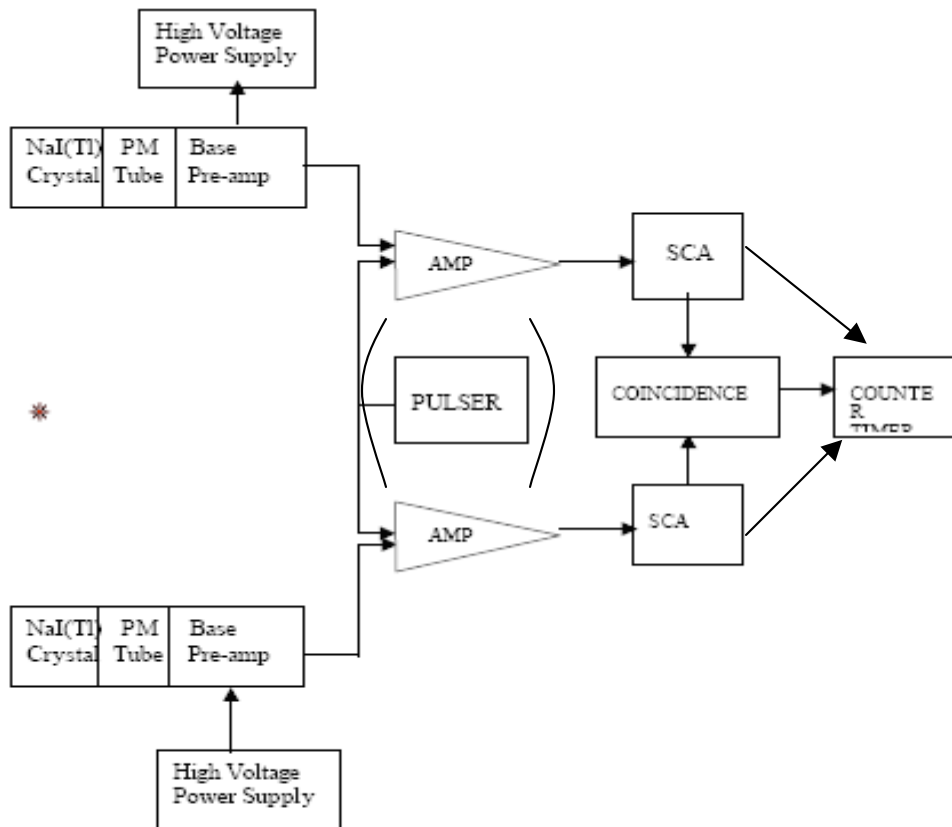 High Voltage
Power Supply
NaI(Tl)
Crystal
PM
Tube
Base
Pre-amp
AMP
SCA
PULSER
COINCIDENCE
COUNTE
R
TIMER
AMP
SCA
NaI(Tl)
Crystal
PM
Tube
Base
Pre-amp
High Voltage
Power Supply